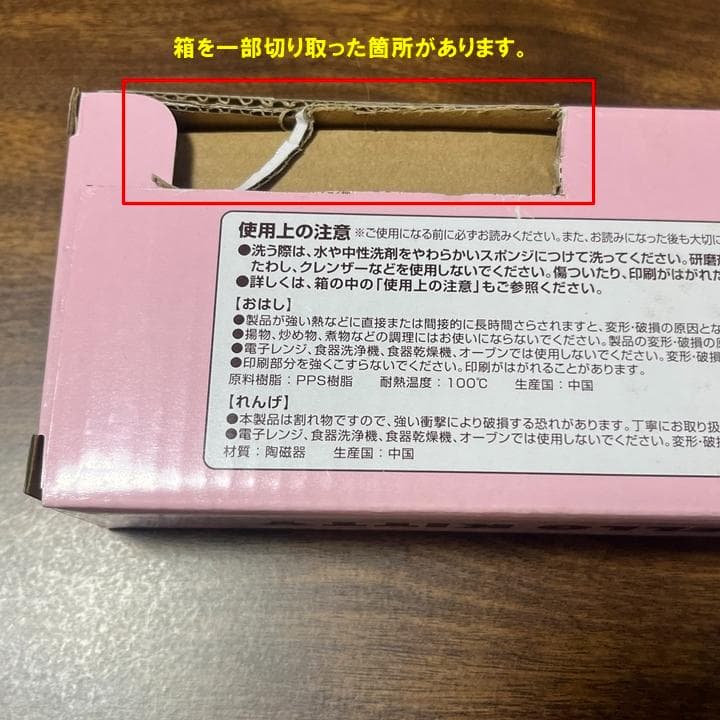 箱を一部切り取った箇所があります。
使用上の注意 ※ご使用になる前に必ずお読みください。また、お読みになった後も大切に
●洗う際は、水や中性洗剤をやわらかいスポンジにつけて洗ってください。研磨剤
たわし、クレンザーなどを使用しないでください。傷ついたり、印刷がはがれた
●詳しくは、箱の中の「使用上の注意」もご参照ください。
【おはし】
●製品が強い熱などに直接または間接的に長時間さらされますと、変形・破損の原因とな
●揚物、炒め物、煮物などの調理にはお使いにならないでください。製品の変形・破損の原
●電子レンジ、食器洗浄機、食器乾燥機、オーブンでは使用しないでください。変形・破損
●印刷部分を強くこすらないでください。印刷がはがれることがあります。
原料樹脂：PPS樹脂 耐熱温度：100℃ 生産国：中国
【れんげ】
●本製品は割れ物ですので、強い衝撃により破損する恐れがあります。丁寧にお取り扱
●電子レンジ、食器洗浄機、食器乾燥機、オーブンでは使用しないでください。変形・破損
材質：陶磁器 生産国：中国
KITTY